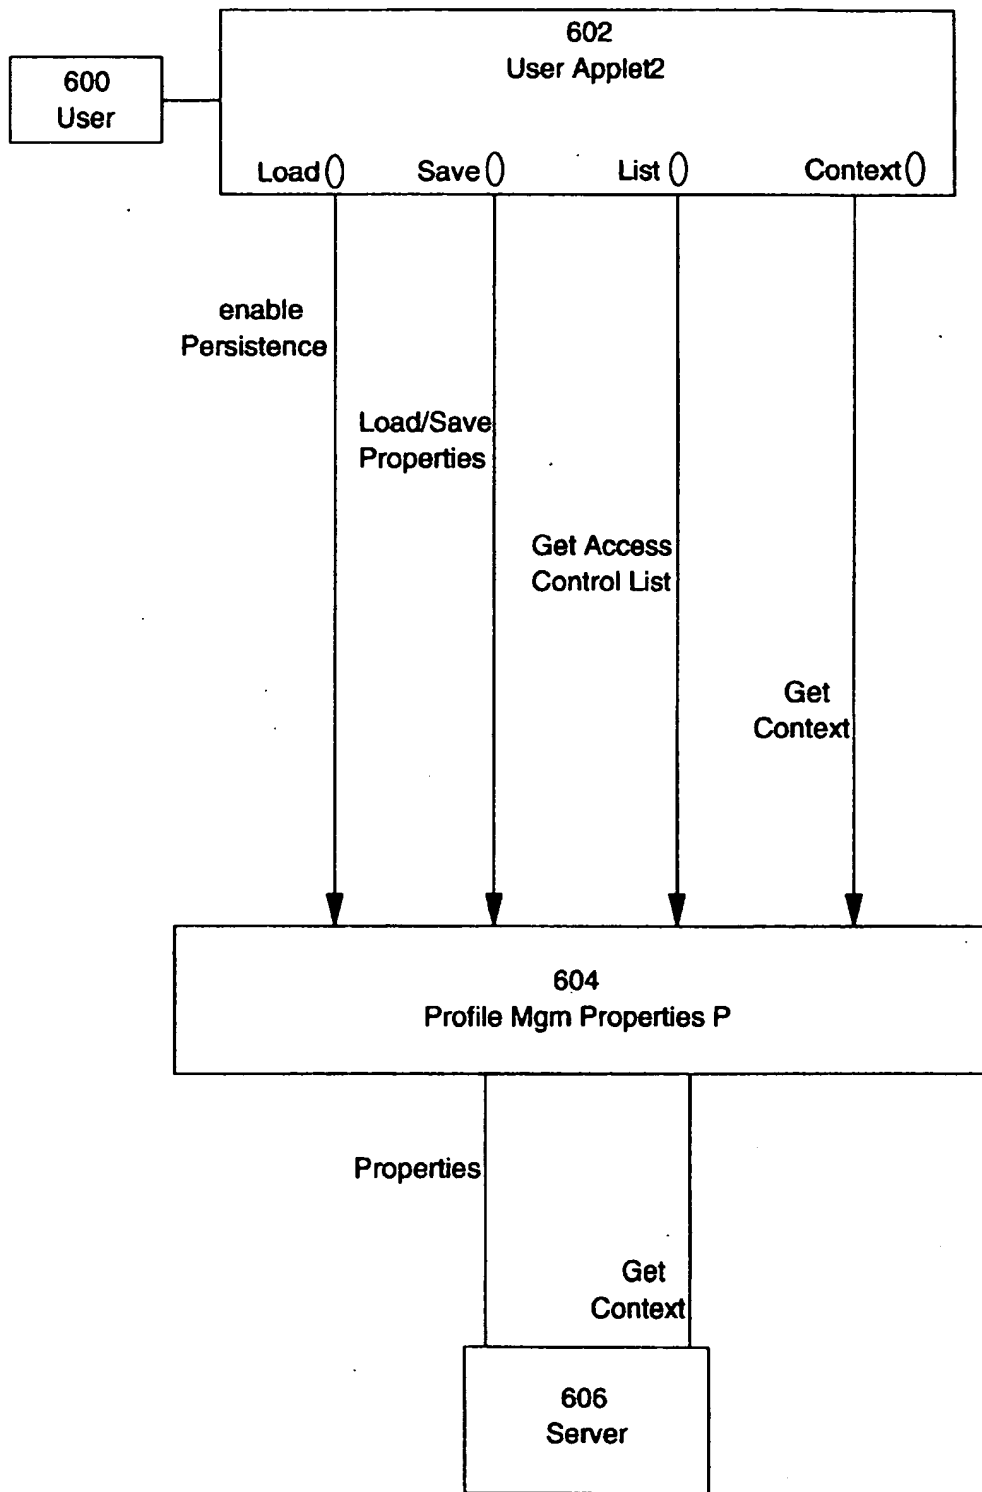 602
User Applet2
600
User
Load
Save
List
Context
enable
Persistence
Load/Save
Properties
Get Access
Control List
Get
Context
604
Profile Mgm Properties P
Properties
Get
Context
606
Server